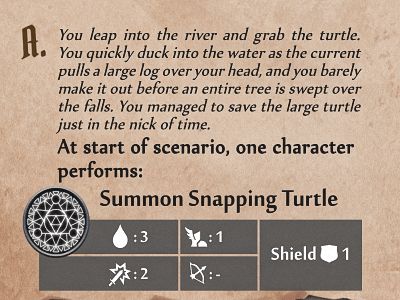 A. You leap into the river and grab the turtle.
You quickly duck into the water as the current
pulls a large log over your head, and you barely
make it out before an entire tree is swept over
the falls. You managed to save the large turtle
just in the nick of time.
At start of scenario, one character
performs:
Summon Snapping Turtle
: 3 : 1
Shield 1
: 2 : -